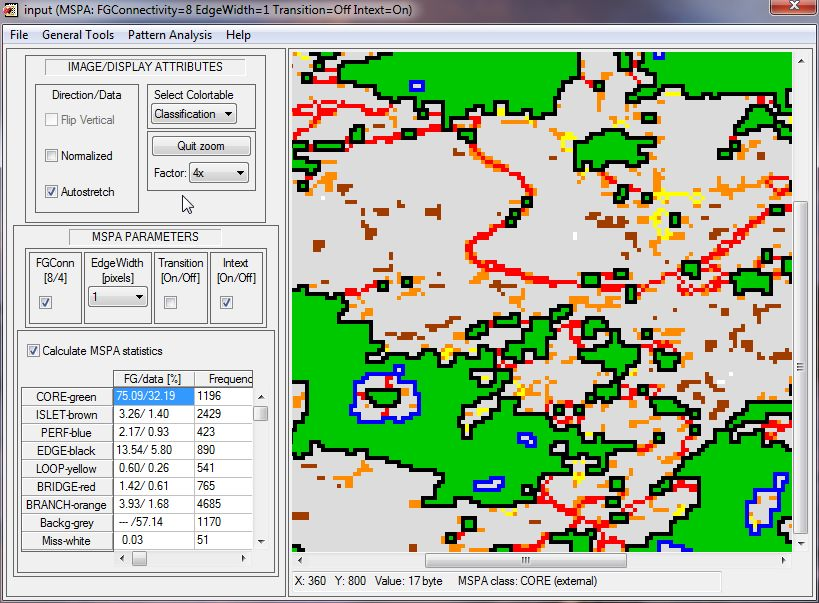 input (MSPA: FGConnectivity=8 EdgeWidth=1 Transition=Off Intext=On)
File General Tools Pattern Analysis Help
IMAGE/DISPLAY ATTRIBUTES
Direction/Data
Flip Vertical
Normalized
Autostretch
Select Colortable
Classification
Quit zoom
Factor: 4x
MSPA PARAMETERS
FGConn EdgeWidth Transition Intext
[8/4] [pixels] [On/Off] [On/Off]
1
Calculate MSPA statistics
FG/data [%] Frequenc
CORE-green 75.09/32.19 1196
ISLET-brown 3.26/ 1.40 2429
PERF-blue 2.17/ 0.93 423
EDGE-black 13.54/ 5.80 890
LOOP-yellow 0.60/ 0.26 541
BRIDGE-red 1.42/ 0.61 765
BRANCH-orange 3.93/ 1.68 4685
Backg-grey --- /57.14 1170
Miss-white 0.03 51
X: 360 Y: 800 Value: 17 byte MSPA class: CORE (external)